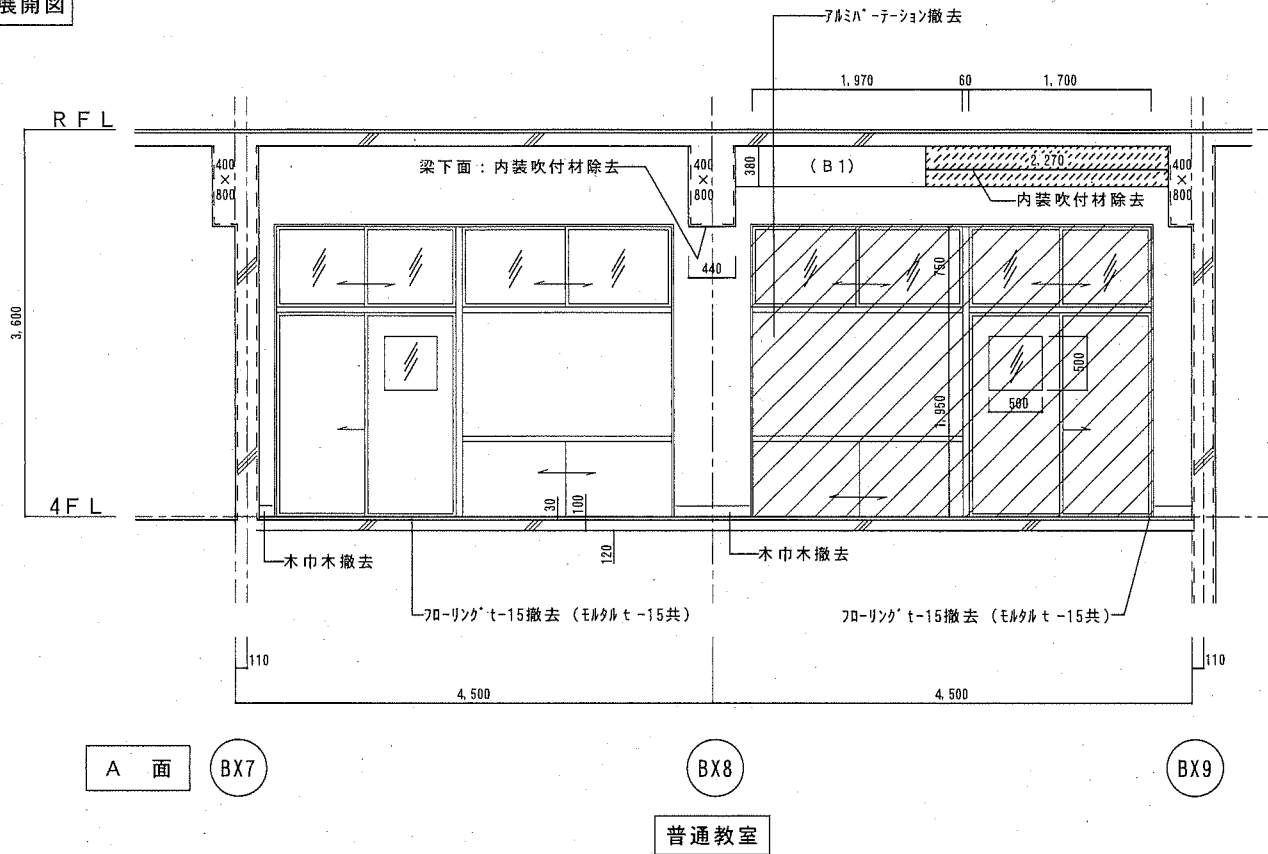 展開図
アルミパーテーション撤去
1,970
60
1,700
RFL
400
×
800
梁下面：内装吹付材除去
400
×
800
380
(B1)
2,270
400
×
800
内装吹付材除去
440
750
3,600
500
500
1,950
4FL
30
100
120
木巾木撤去
木巾木撤去
フローリング t-15撤去 (モルタル t-15共)
フローリング t-15撤去 (モルタル t-15共)
110
110
4,500
4,500
A 面
BX7
BX8
BX9
普通教室